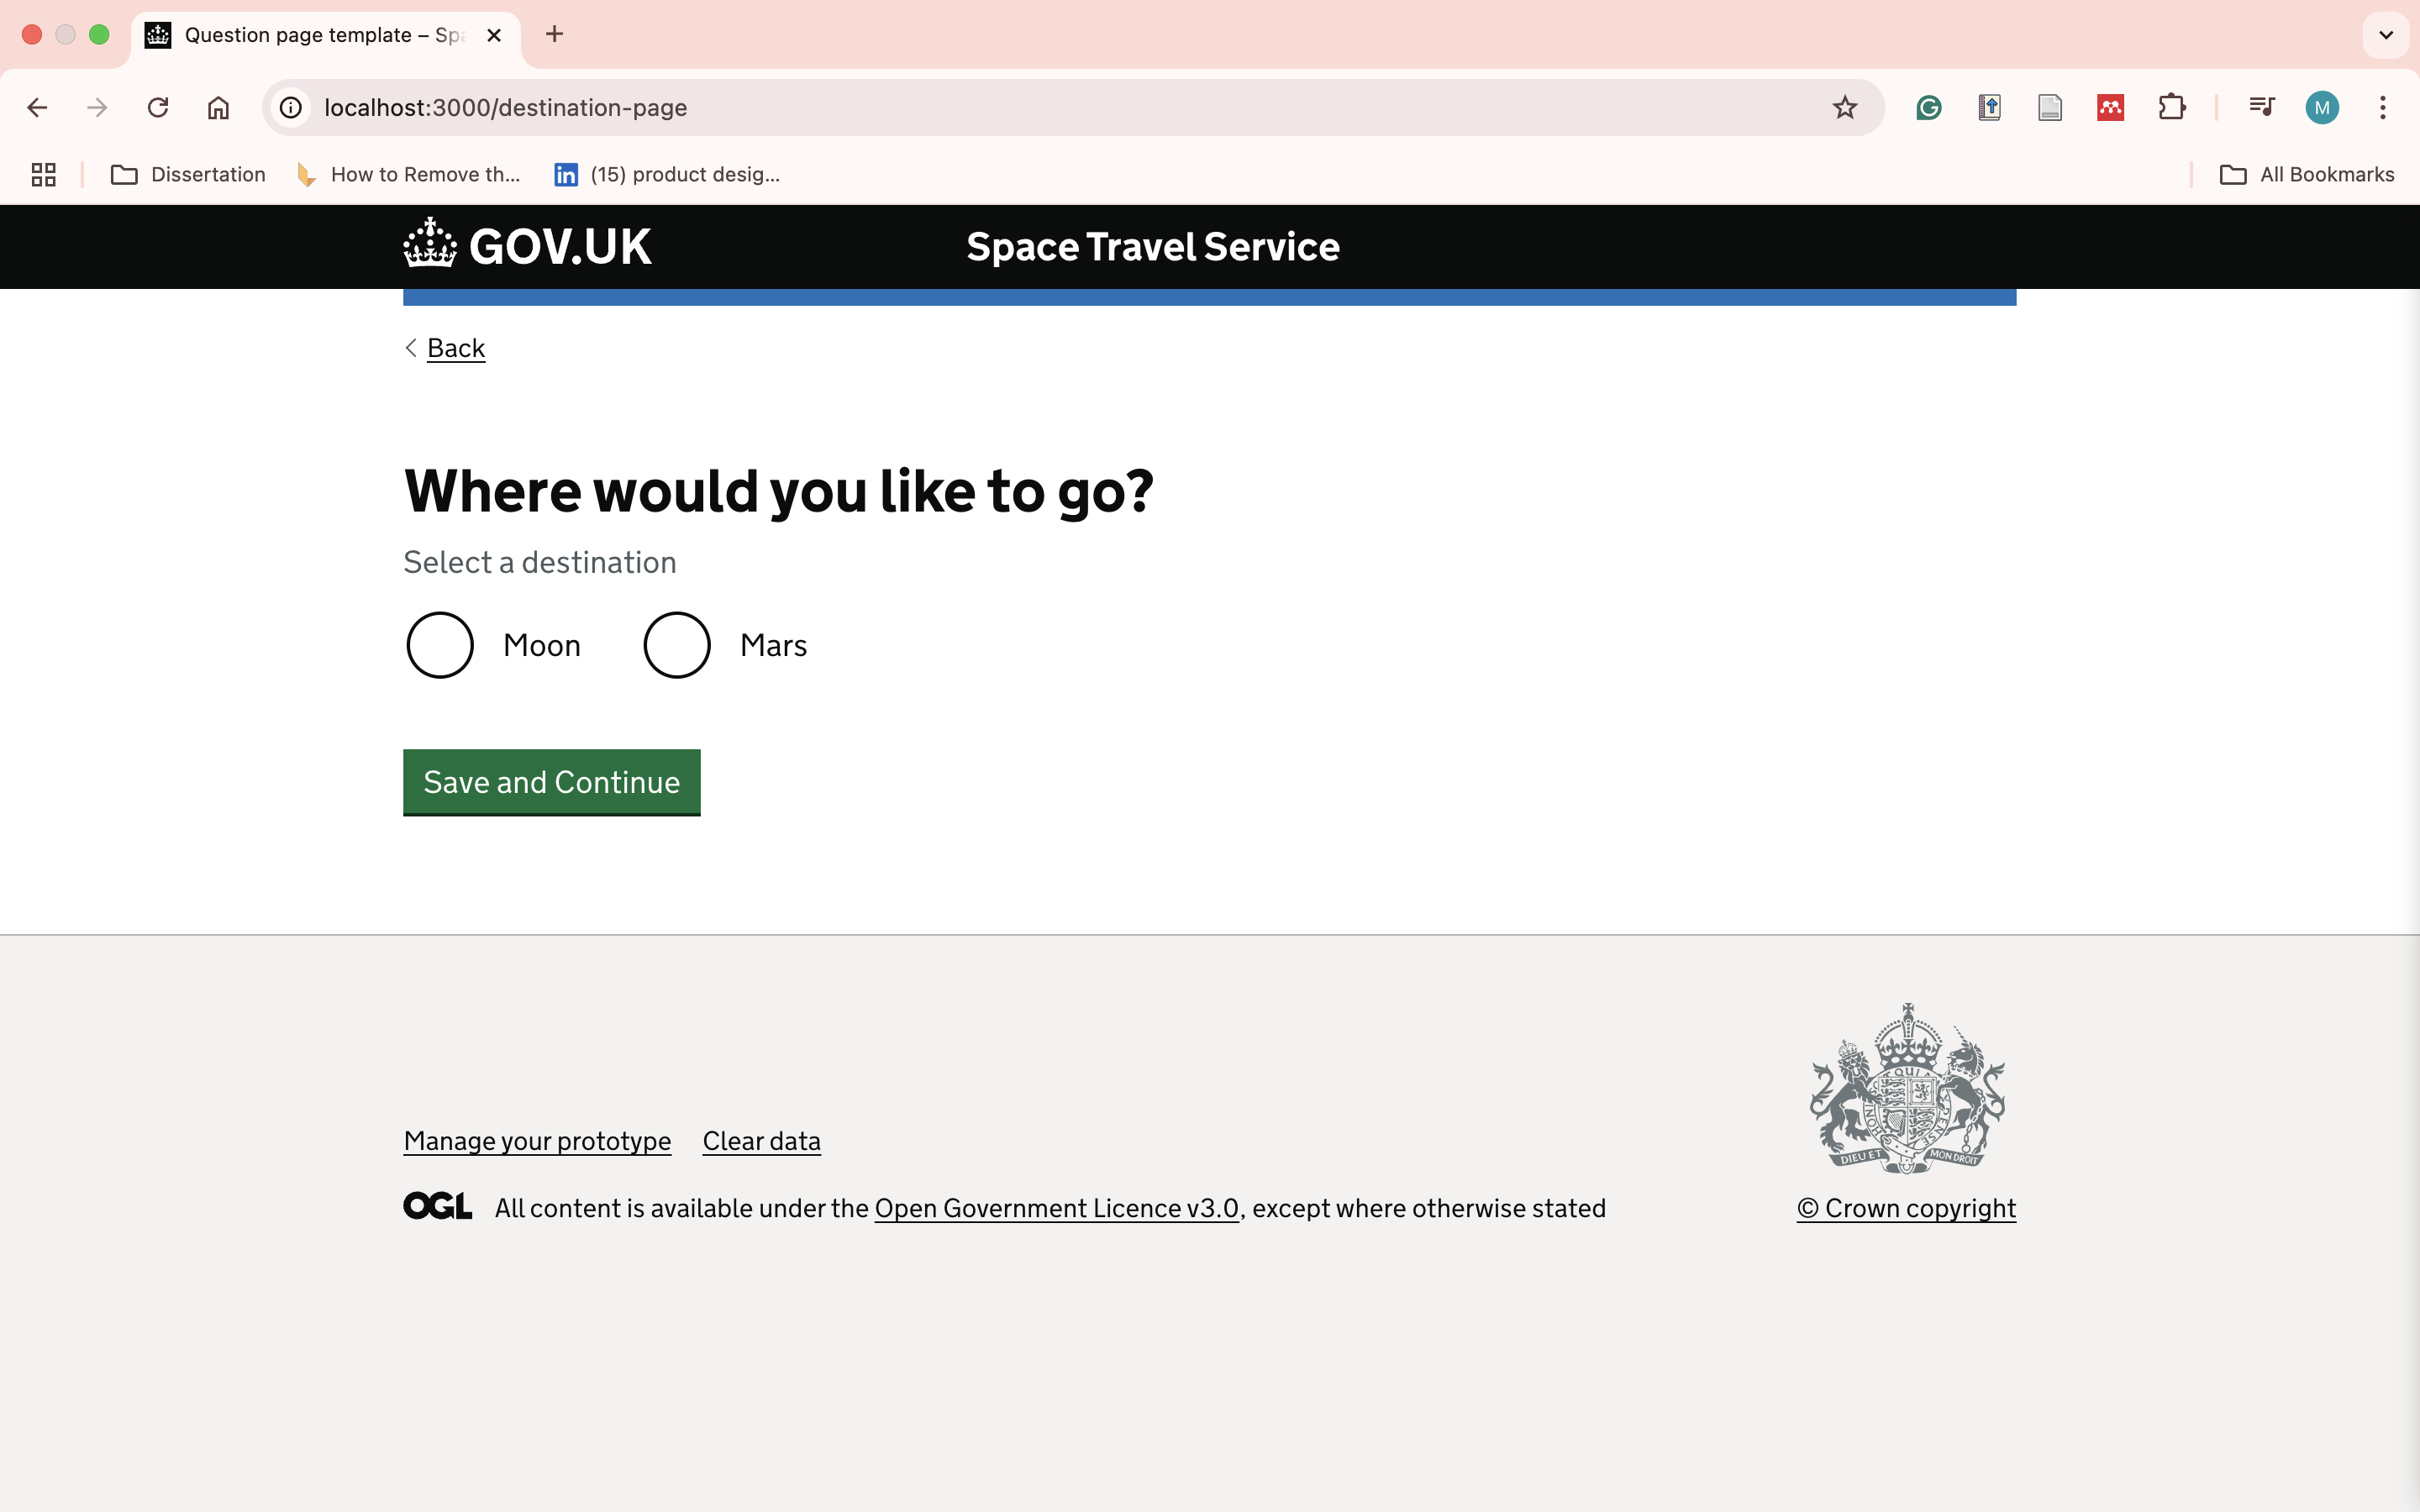 Question page template – Spa
localhost:3000/destination-page
M
Dissertation
How to Remove th...
in (15) product desig...
All Bookmarks
GOV.UK
Space Travel Service
Back
Where would you like to go?
Select a destination
Moon
Mars
Save and Continue
Manage your prototype
Clear data
DIEU ET MON DROIT
OGL All content is available under the Open Government Licence v3.0, except where otherwise stated
© Crown copyright